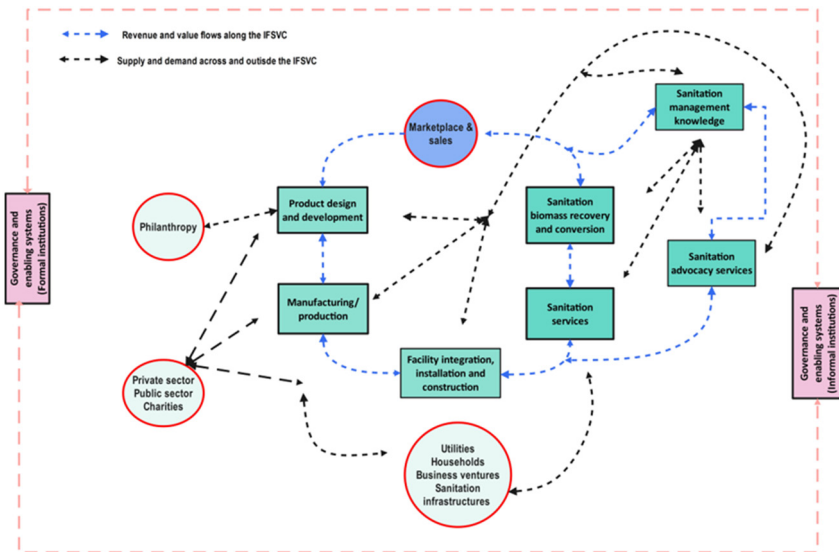 Revenue and value flows along the IFSVC
Supply and demand across and outisde the IFSVC
Sanitation
management
knowledge
Marketplace &
sales
Governance and
enabling systems
(Formal institutions)
Philanthropy
Product design
and development
Sanitation
biomass recovery
and conversion
Sanitation
advocacy services
Manufacturing/
production
Sanitation
services
Governance and
enabling systems
(Informal institutions)
Facility integration,
installation and
construction
Private sector
Public sector
Charities
Utilities
Households
Business ventures
Sanitation
infrastructures